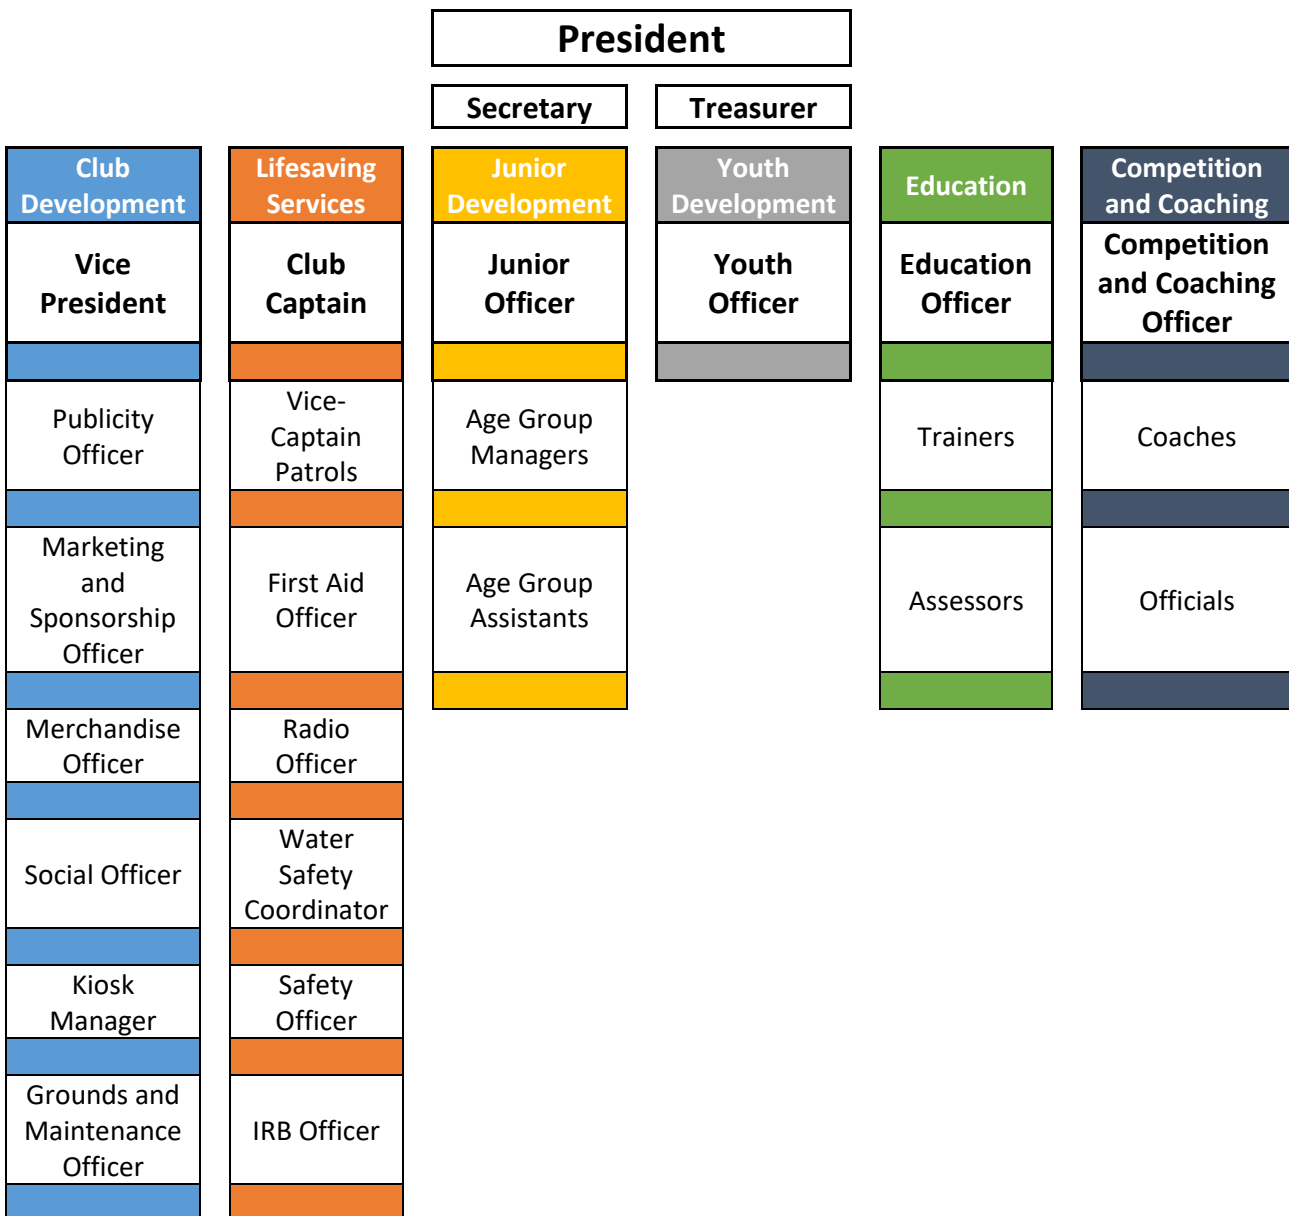 President
Secretary
Treasurer
Club
Development
Lifesaving
Services
Junior
Development
Youth
Development
Education
Competition
and Coaching
Vice
President
Club
Captain
Junior
Officer
Youth
Officer
Education
Officer
Competition
and Coaching
Officer
Publicity
Officer
Vice-
Captain
Patrols
Age Group
Managers
Trainers
Coaches
Marketing
and
Sponsorship
Officer
First Aid
Officer
Age Group
Assistants
Assessors
Officials
Merchandise
Officer
Radio
Officer
Social Officer
Water
Safety
Coordinator
Kiosk
Manager
Safety
Officer
Grounds and
Maintenance
Officer
IRB Officer